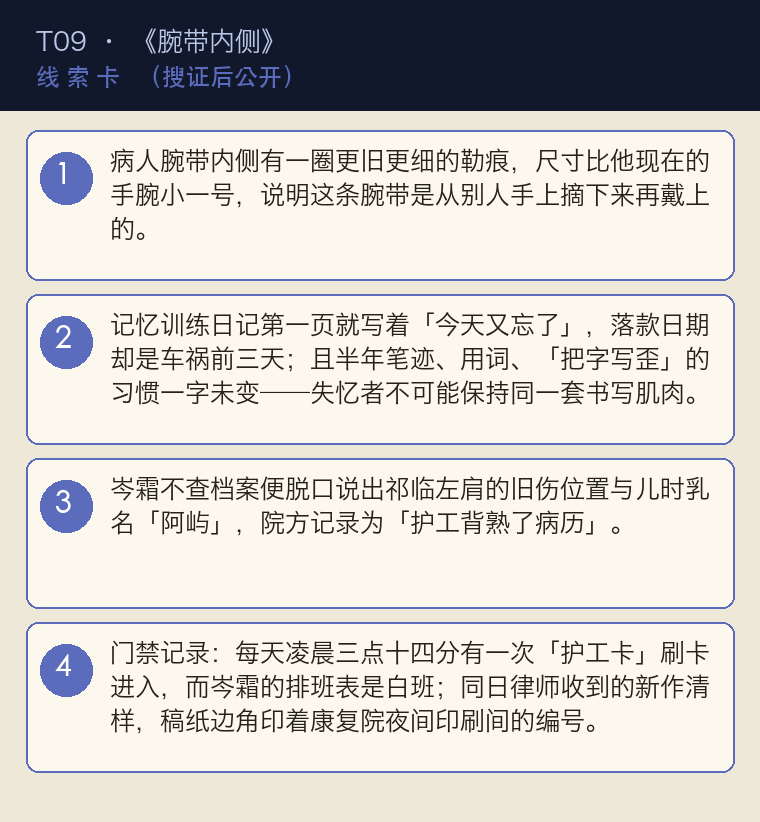 T09 · 《腕带内侧》
线索卡 (搜证后公开)
1
病人腕带内侧有一圈更旧更细的勒痕，尺寸比他现在的
手腕小一号，说明这条腕带是从别人手上摘下来再戴上
的。
2
记忆训练日记第一页就写着「今天又忘了」，落款日期
却是车祸前三天；且半年笔迹、用词、「把字写歪」的
习惯一字未变——失忆者不可能保持同一套书写肌肉。
3
岑霜不查档案便脱口说出祁临左肩的旧伤位置与儿时乳
名「阿屿」，院方记录为「护工背熟了病历」。
4
门禁记录：每天凌晨三点十四分有一次「护工卡」刷卡
进入，而岑霜的排班表是白班；同日律师收到的新作清
样，稿纸边角印着康复院夜间印刷间的编号。